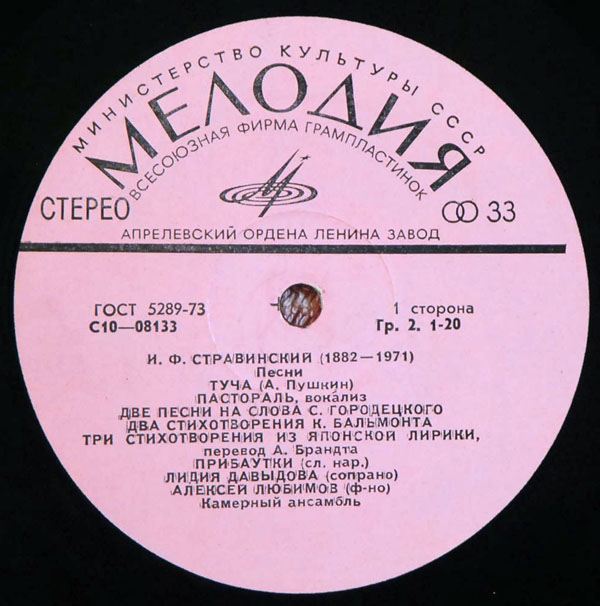 МИНИСТЕРСТВО КУЛЬТУРЫ СССР
МЕЛОДИЯ
ВСЕСОЮЗНАЯ ФИРМА ГРАМПЛАСТИНОК
СТЕРЕО
33
АПРЕЛЕВСКИЙ ОРДЕНА ЛЕНИНА ЗАВОД
ГОСТ 5289-73
1 сторона
С10—08133
Гр. 2. 1-20
И. Ф. СТРАВИНСКИЙ (1882—1971)
Песни
ТУЧА (А. Пушкин)
ПАСТОРАЛЬ, вокализ
ДВЕ ПЕСНИ НА СЛОВА С. ГОРОДЕЦКОГО
ДВА СТИХОТВОРЕНИЯ К. БАЛЬМОНТА
ТРИ СТИХОТВОРЕНИЯ ИЗ ЯПОНСКОЙ ЛИРИКИ,
перевод А. Брандта
ПРИБАУТКИ (сл. нар.)
ЛИДИЯ ДАВЫДОВА (сопрано)
АЛЕКСЕЙ ЛЮБИМОВ (ф-но)
Камерный ансамбль